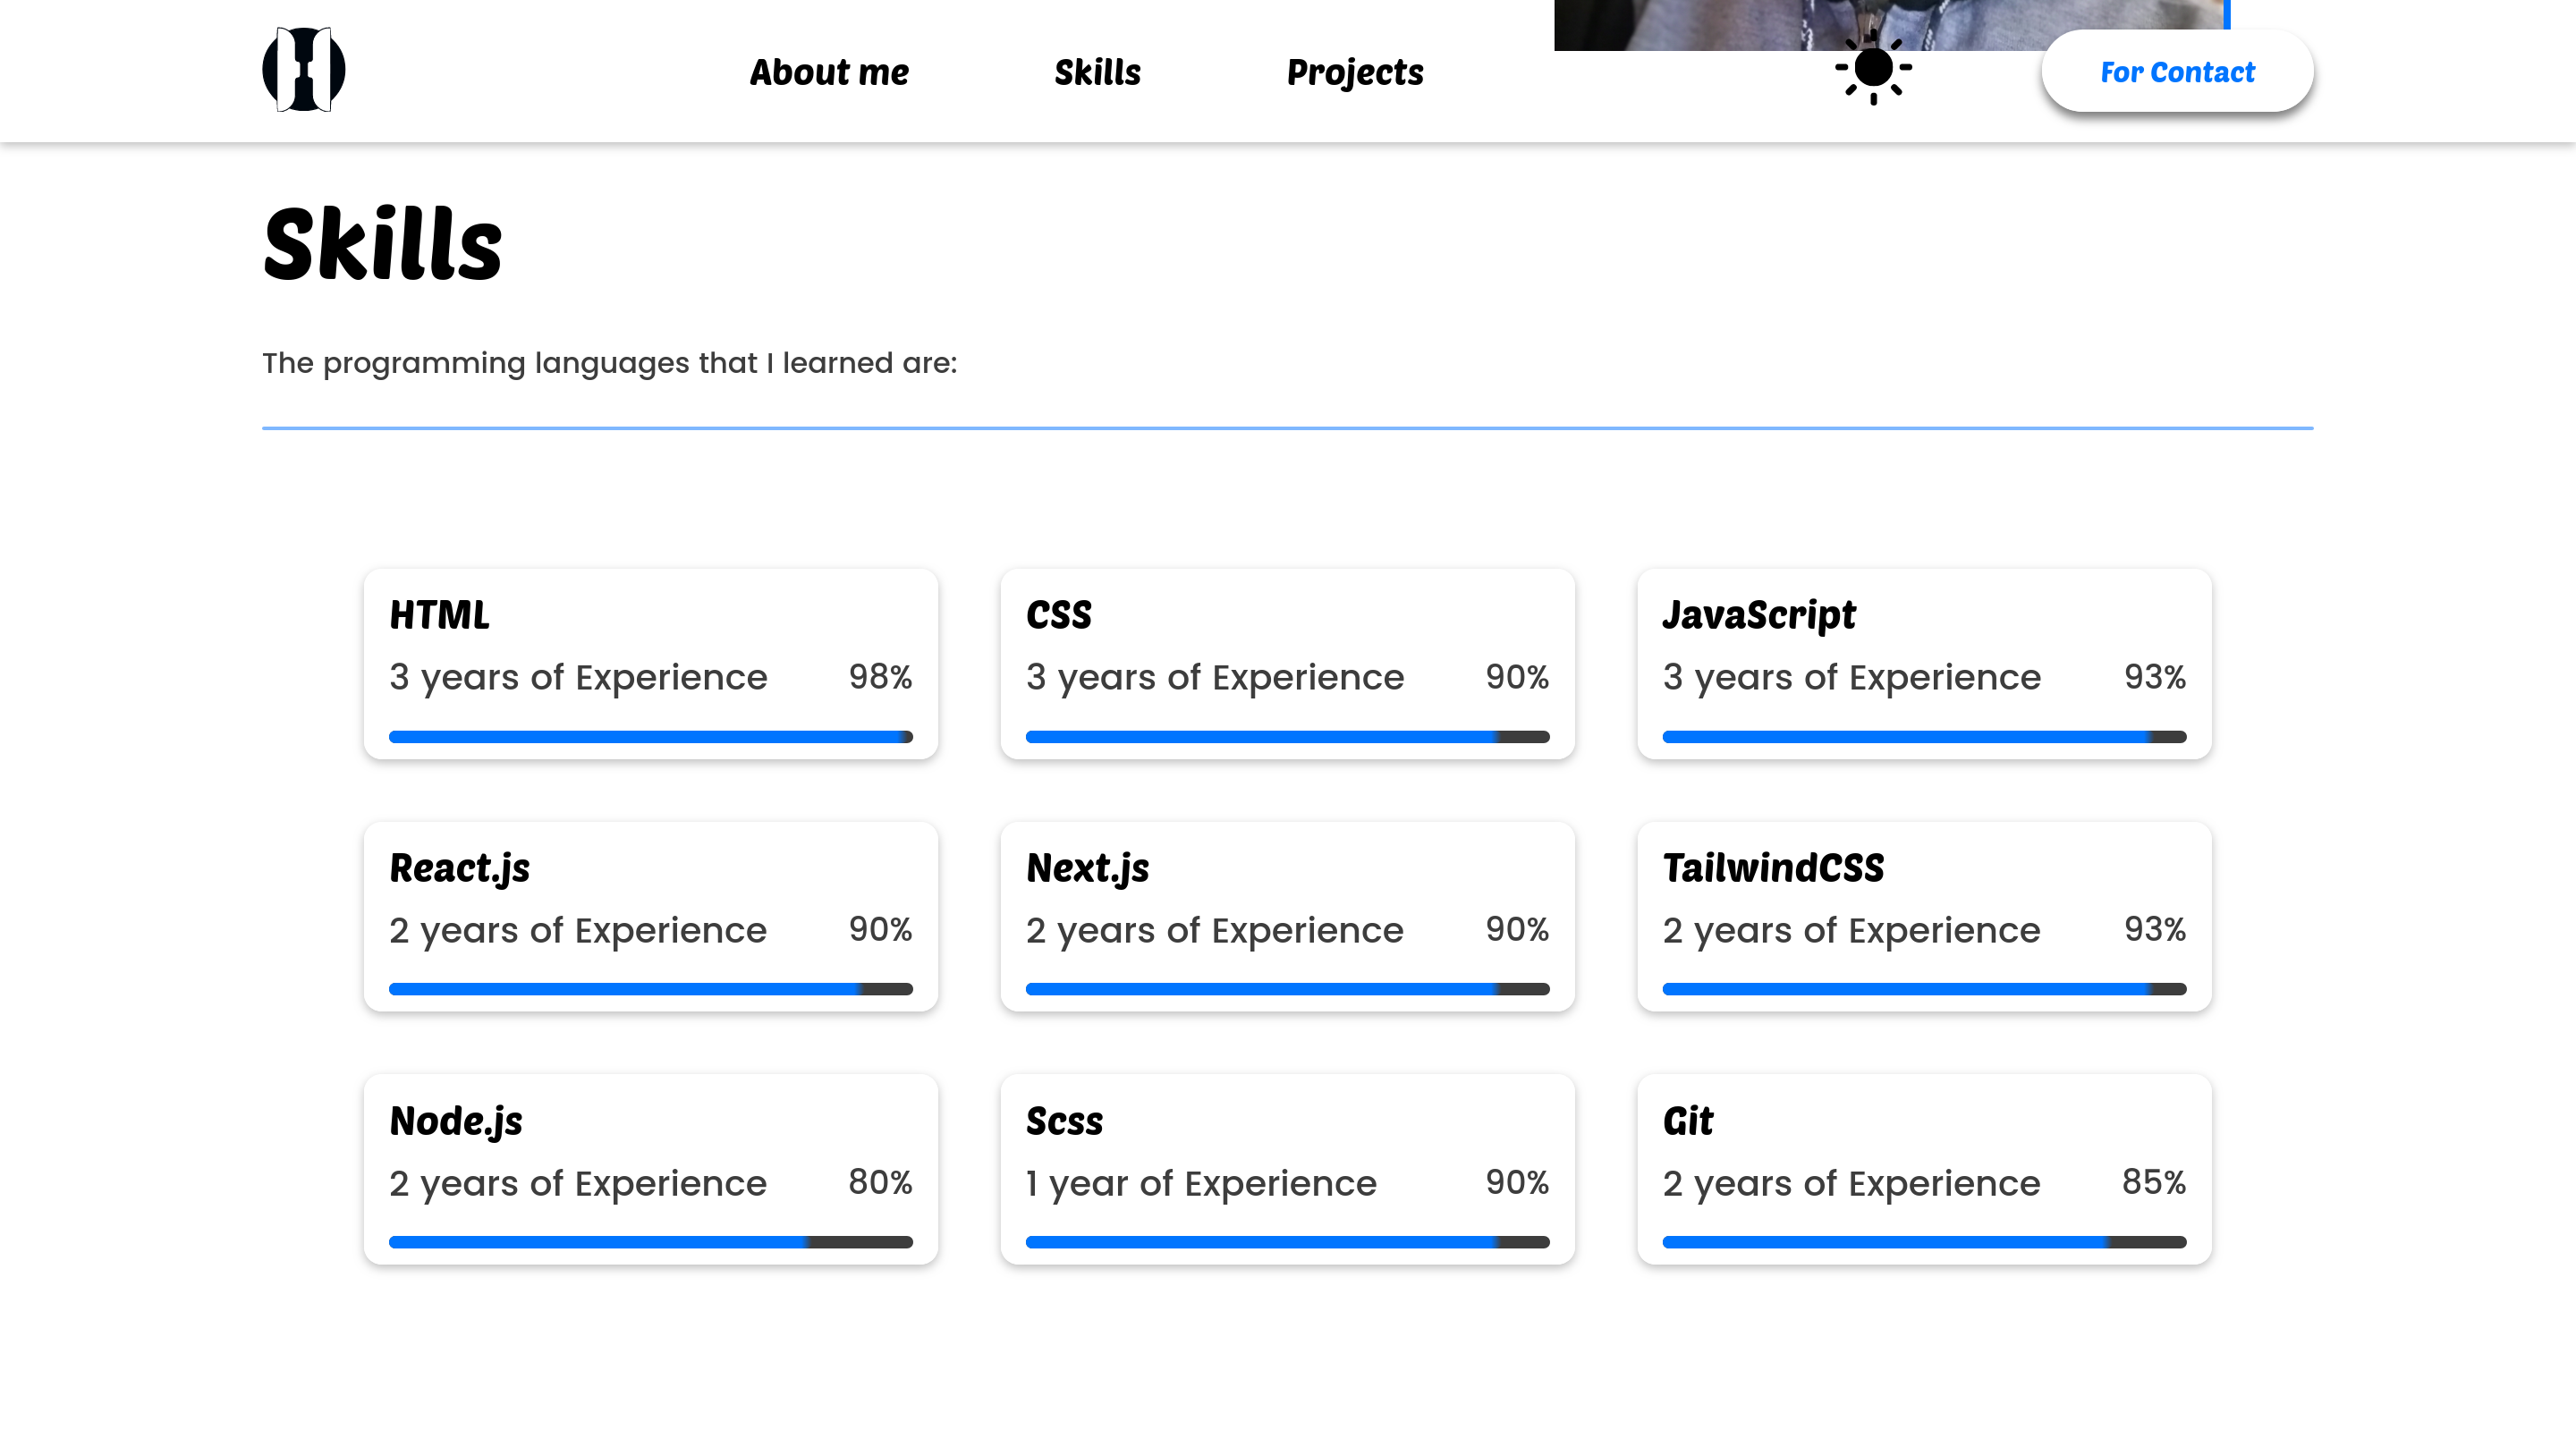 H
About me
Skills
Projects
For Contact
Skills
The programming languages that I learned are:
HTML
3 years of Experience 98%
CSS
3 years of Experience 90%
JavaScript
3 years of Experience 93%
React.js
2 years of Experience 90%
Next.js
2 years of Experience 90%
TailwindCSS
2 years of Experience 93%
Node.js
2 years of Experience 80%
Scss
1 year of Experience 90%
Git
2 years of Experience 85%